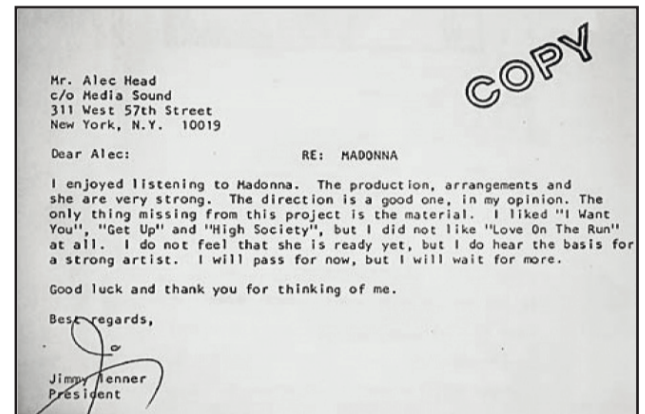 COPY
Mr. Alec Head
c/o Media Sound
311 West 57th Street
New York, N.Y. 10019
Dear Alec: RE: MADONNA
I enjoyed listening to Madonna. The production, arrangements and
she are very strong. The direction is a good one, in my opinion. The
only thing missing from this project is the material. I liked "I Want
You", "Get Up" and "High Society", but I did not like "Love On The Run"
at all. I do not feel that she is ready yet, but I do hear the basis for
a strong artist. I will pass for now, but I will wait for more.
Good luck and thank you for thinking of me.
Best regards,
Jimmy Ienner
President